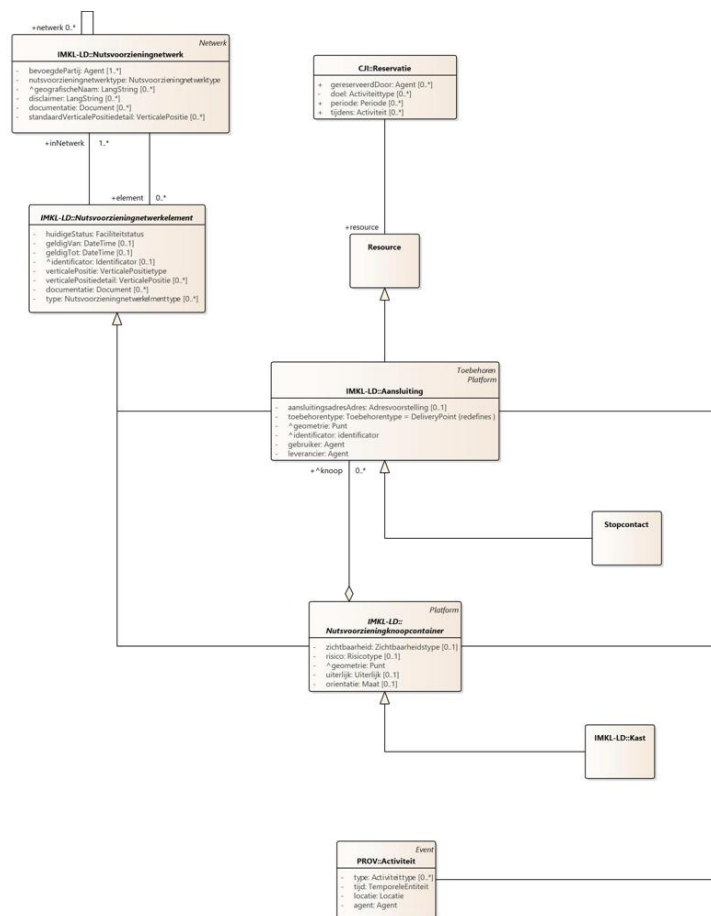 +netwerk 0..*
Netwerk
IMKL-LD::Nutsvoorzieningnetwerk
- bevoegdePartij: Agent [1..*]
- nutsvoorzieningnetwerktype: Nutsvoorzieningnetwerktype
- ^geografischeNaam: LangString [0..*]
- disclaimer: LangString [0..*]
- documentatie: Document [0..*]
- standaardVerticalePositiedetail: VerticalePositie [0..*]
+inNetwerk 1..*
+element 0..*
IMKL-LD::Nutsvoorzieningnetwerkelement
- huidigeStatus: Faciliteitstatus
- geldigVan: DateTime [0..1]
- geldigTot: DateTime [0..1]
- ^identificator: Identificator [0..1]
- verticalePositie: VerticalePositietype
- verticalePositiedetail: VerticalePositie [0..*]
- documentatie: Document [0..*]
- type: Nutsvoorzieningnetwerkelmenttype [0..*]
CJI::Reservatie
+ gereserveerdDoor: Agent [0..*]
- doel: Activiteittype [0..*]
+ periode: Periode [0..*]
+ tijdens: Activiteit [0..*]
+resource
Resource
Toebehoren
Platform
IMKL-LD::Aansluiting
- aansluitingsadresAdres: Adresvoorstelling [0..1]
- toebehorentype: Toebehorentype = DeliveryPoint {redefines }
- ^geometrie: Punt
- ^identificator: identificator
- gebruiker: Agent
- leverancier: Agent
+^knoop 0..*
Stopcontact
Platform
IMKL-LD::
Nutsvoorzieningknoopcontainer
- zichtbaarheid: Zichtbaarheidstype [0..1]
- risico: Risicotype [0..1]
- ^geometrie: Punt
- uiterlijk: Uiterlijk [0..1]
- orientatie: Maat [0..1]
IMKL-LD::Kast
Event
PROV::Activiteit
- type: Activiteittype [0..*]
- tijd: TemporeleEntiteit
- locatie: Locatie
- agent: Agent